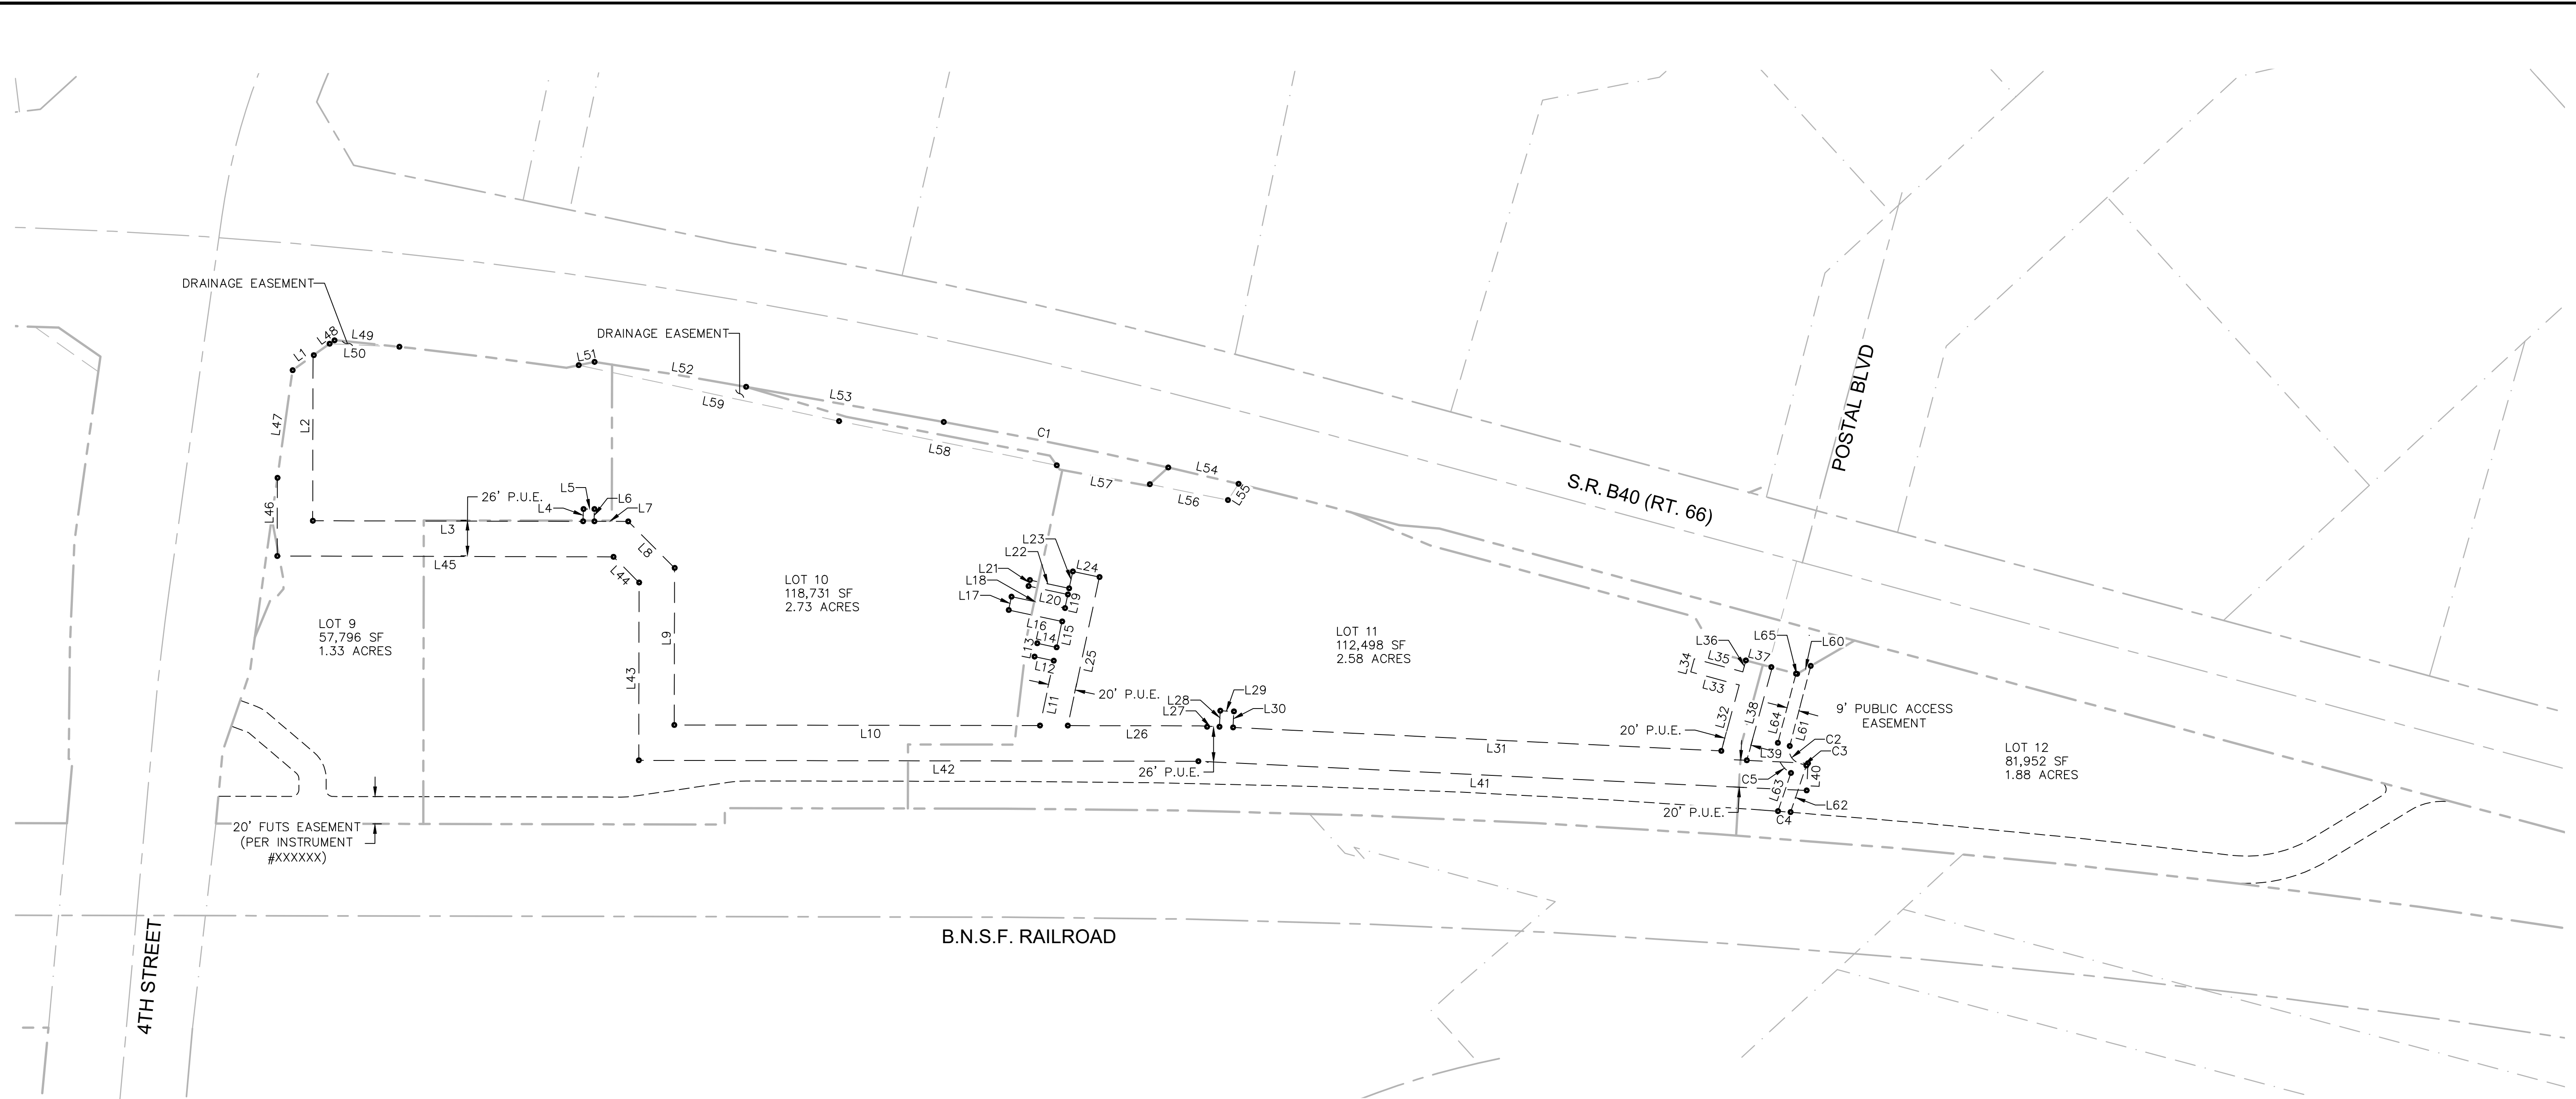 DRAINAGE EASEMENT
DRAINAGE EASEMENT
L48
L49
L50
L1
L51
L52
L53
L59
C1
L58
L57
L54
L55
L56
L47
L2
L46
26' P.U.E.
L5
L6
L4
L7
L3
L45
L8
L44
L9
L43
LOT 9
57,796 SF
1.33 ACRES
LOT 10
118,731 SF
2.73 ACRES
L23
L22
L24
L21
L18
L17
L20
L19
L16
L15
L14
L13
L12
L25
L11
20' P.U.E.
L10
L42
LOT 11
112,498 SF
2.58 ACRES
L29
L28
L27
L30
L26
26' P.U.E.
L31
L41
S.R. B40 (RT. 66)
POSTAL BLVD
L65
L60
L36
L35
L37
L34
L33
L32
L38
L64
L61
20' P.U.E.
9' PUBLIC ACCESS
EASEMENT
C2
C3
L39
L40
C5
L63
L62
20' P.U.E.
C4
LOT 12
81,952 SF
1.88 ACRES
20' FUTS EASEMENT
(PER INSTRUMENT
#XXXXXX)
4TH STREET
B.N.S.F. RAILROAD